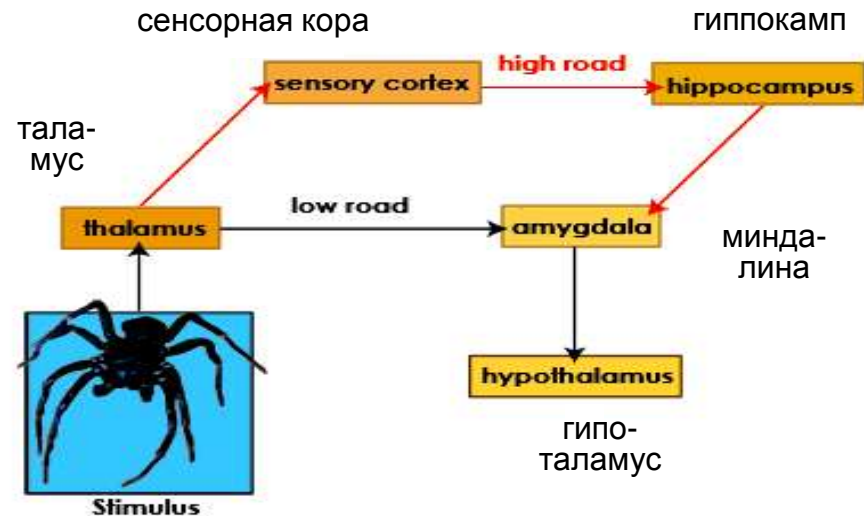 сенсорная кора
гиппокамп
high road
sensory cortex
hippocampus
тала-
мус
low road
thalamus
amygdala
минда-
лина
hypothalamus
гипо-
таламус
Stimulus